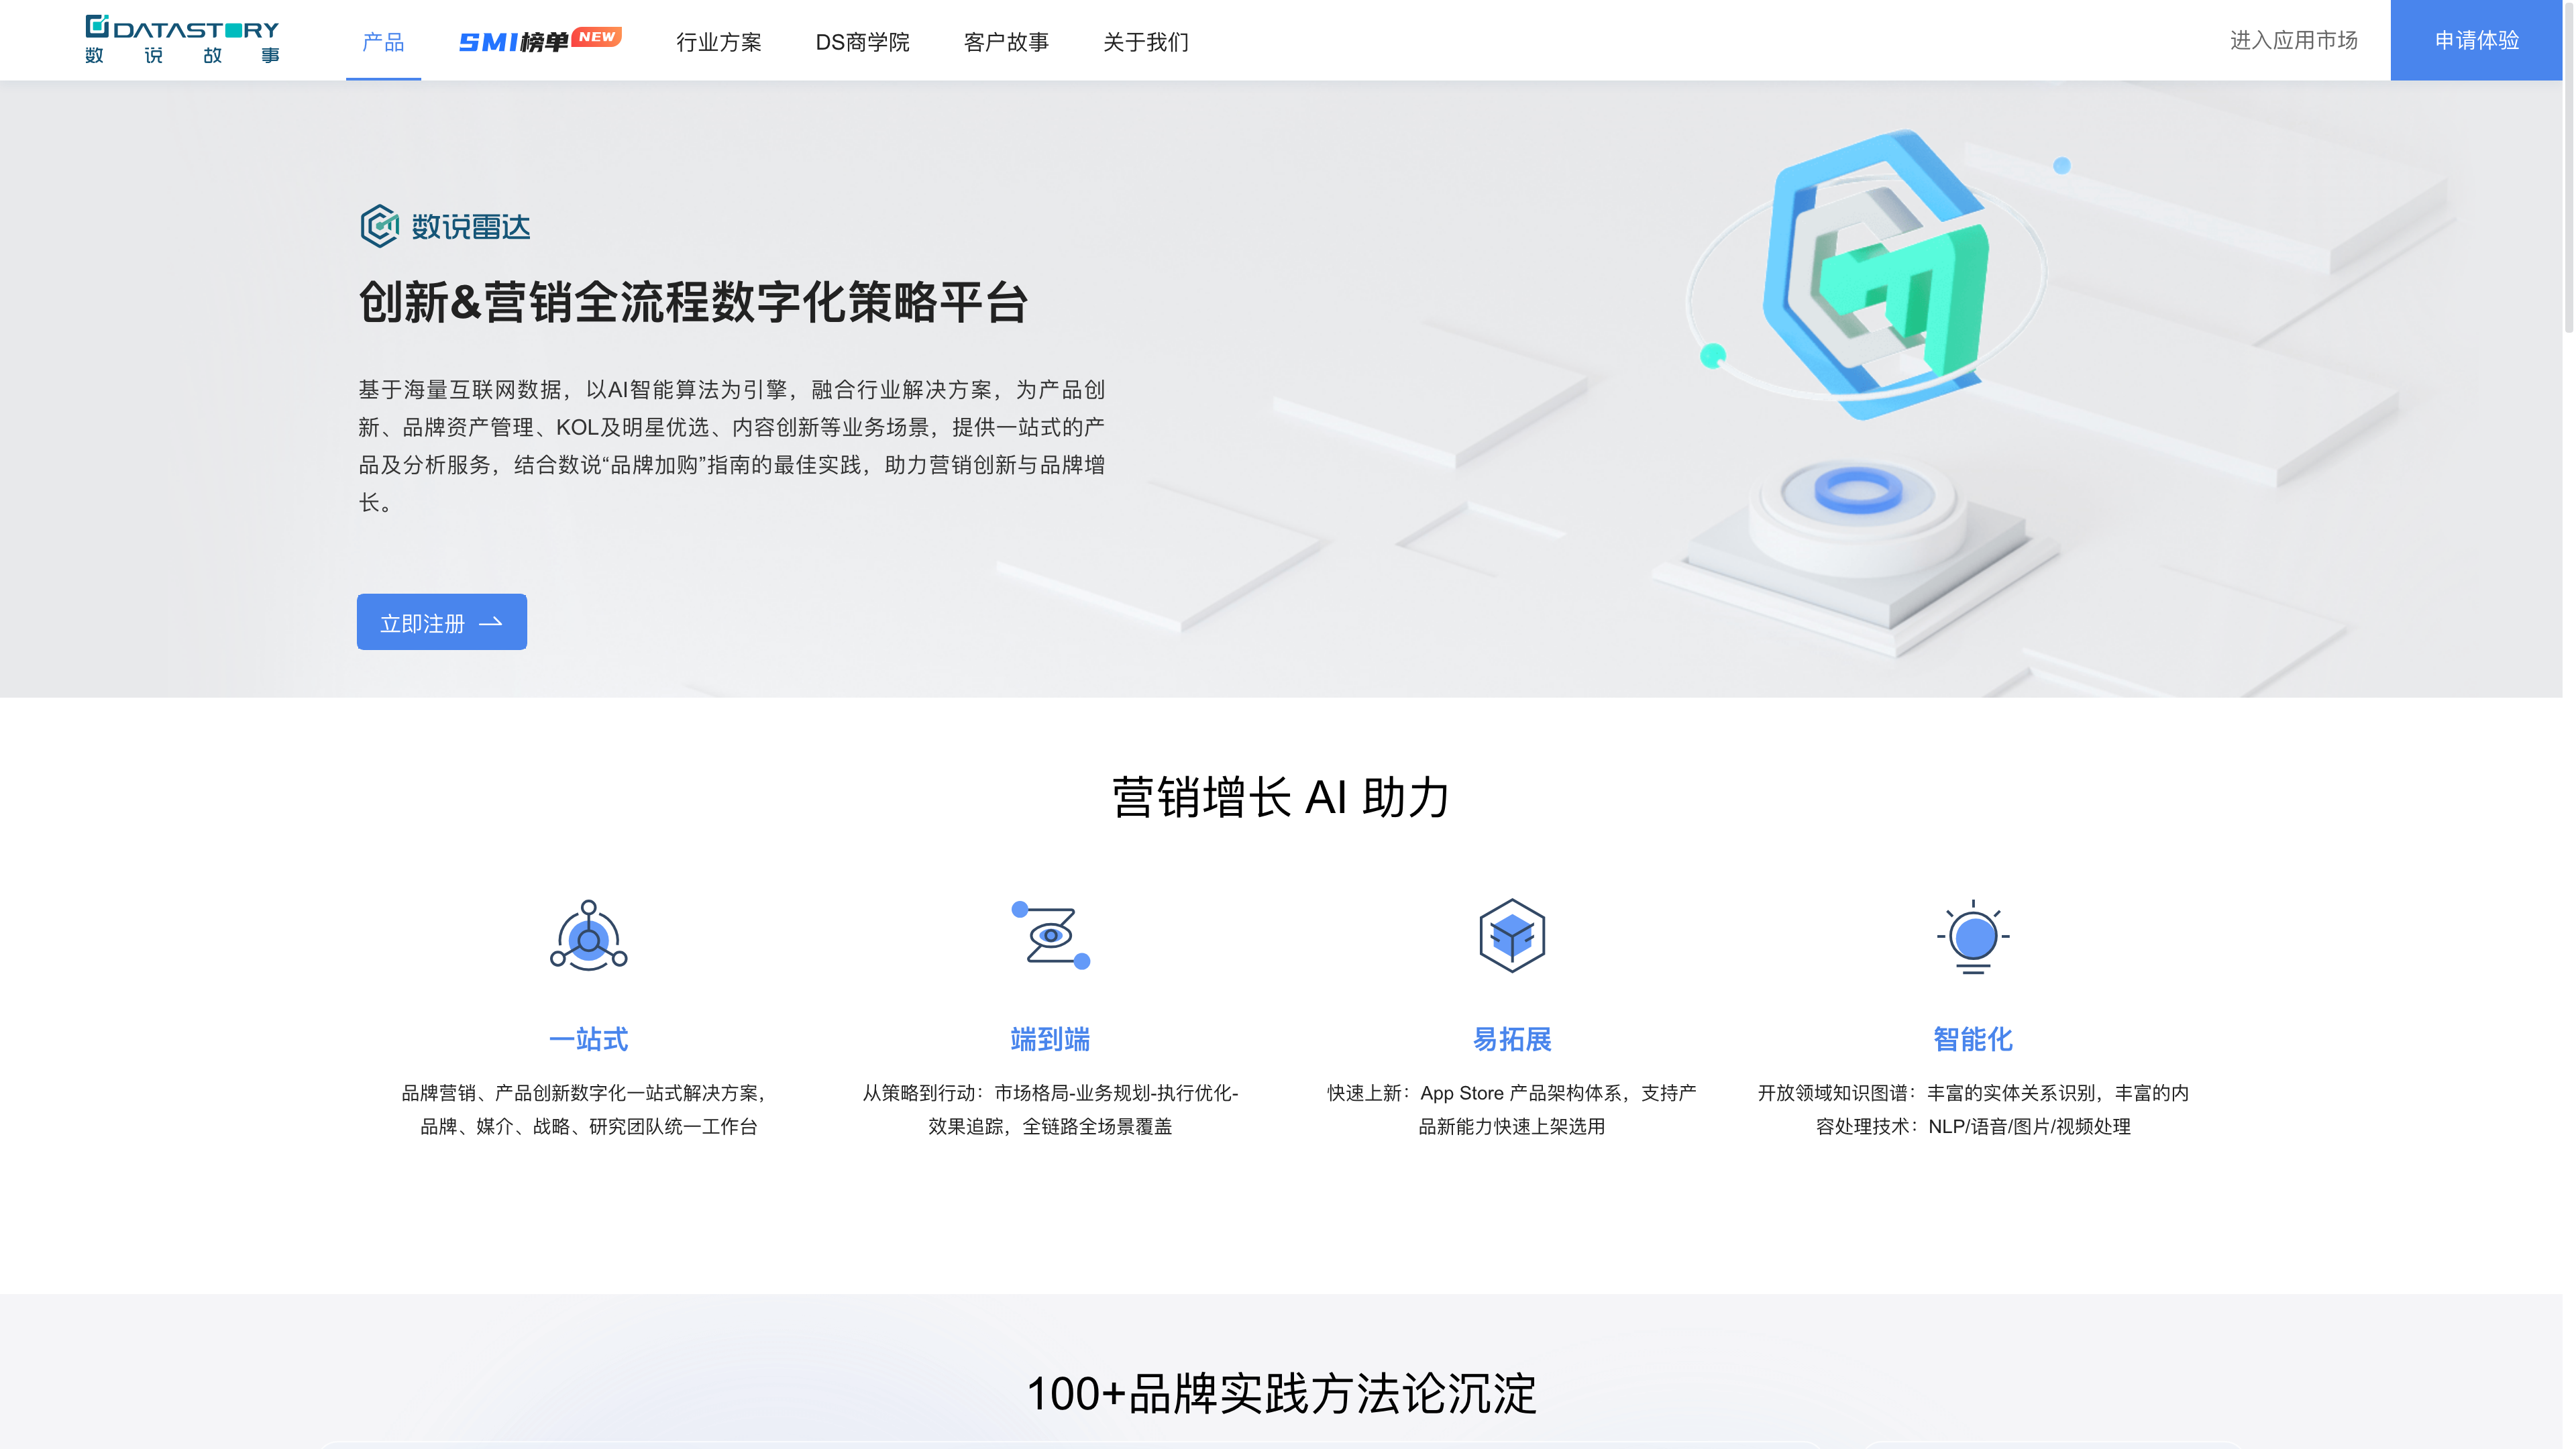 DATASTORY
数说故事
产品
SMI榜单 NEW
行业方案
DS商学院
客户故事
关于我们
进入应用市场
申请体验
数说雷达
创新&营销全流程数字化策略平台
基于海量互联网数据，以AI智能算法为引擎，融合行业解决方案，为产品创
新、品牌资产管理、KOL及明星优选、内容创新等业务场景，提供一站式的产
品及分析服务，结合数说“品牌加购”指南的最佳实践，助力营销创新与品牌增
长。
立即注册
营销增长 AI 助力
一站式
品牌营销、产品创新数字化一站式解决方案，
品牌、媒介、战略、研究团队统一工作台
端到端
从策略到行动：市场格局-业务规划-执行优化-
效果追踪，全链路全场景覆盖
易拓展
快速上新：App Store 产品架构体系，支持产
品新能力快速上架选用
智能化
开放领域知识图谱：丰富的实体关系识别，丰富的内
容处理技术：NLP/语音/图片/视频处理
100+品牌实践方法论沉淀